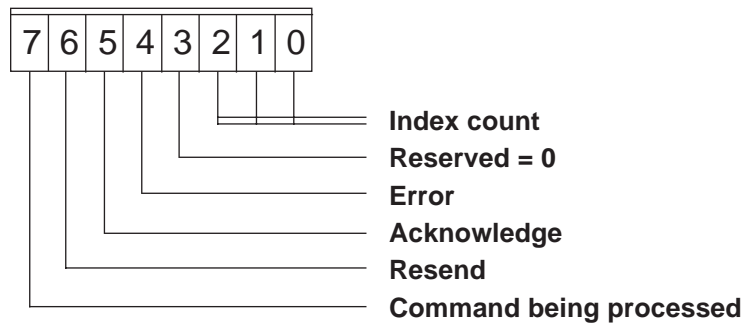 7 6 5 4 3 2 1 0
Index count
Reserved = 0
Error
Acknowledge
Resend
Command being processed